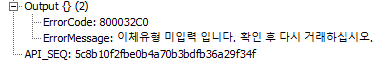 Output {} (2)
ErrorCode: 800032C0
ErrorMessage: 이체유형 미입력 입니다. 확인 후 다시 거래하십시오.
API_SEQ: 5c8b10f2fbe0b4a70b3bdfb36a29f34f